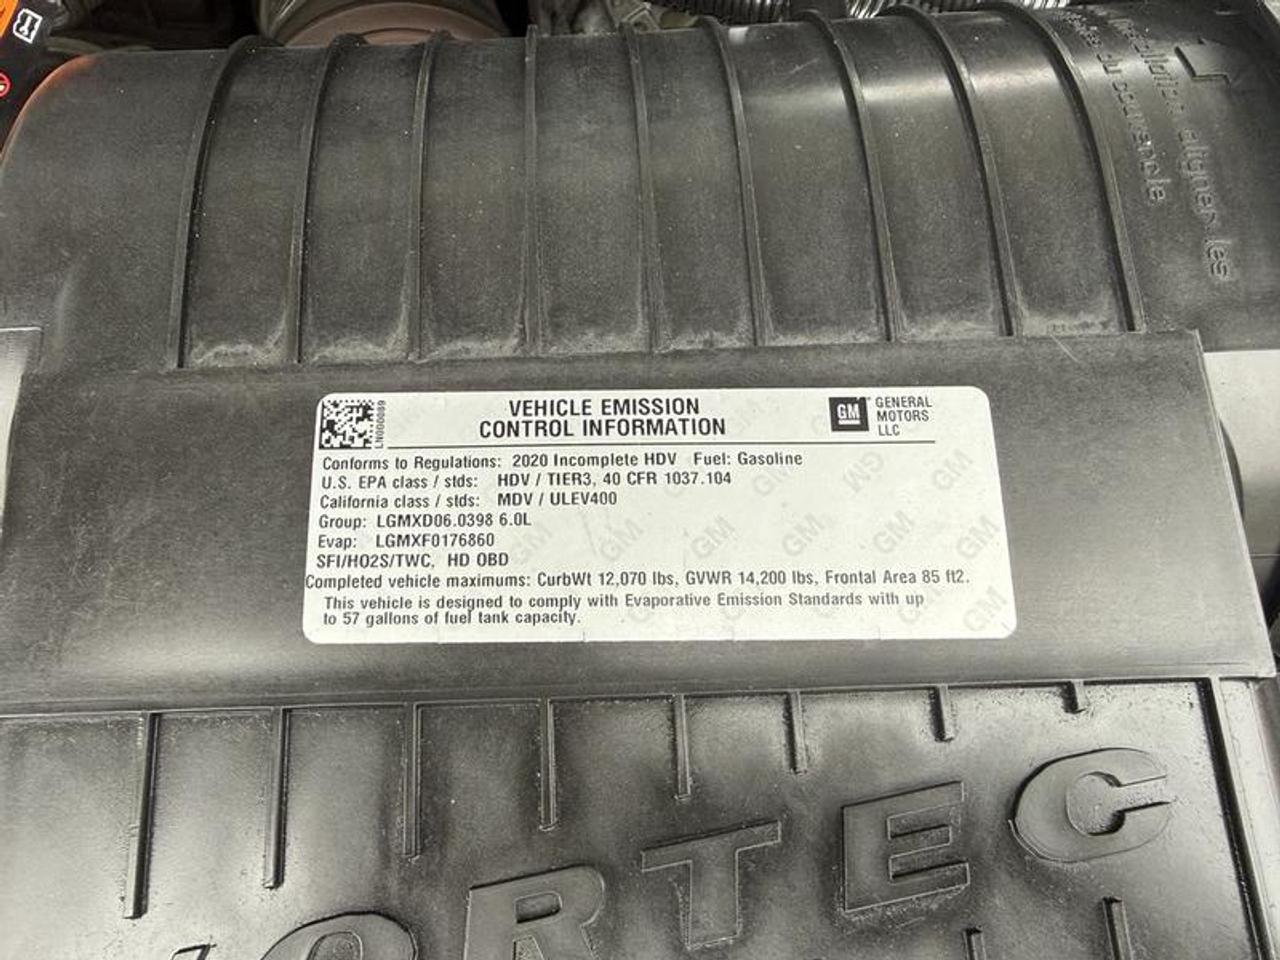 VEHICLE EMISSION
CONTROL INFORMATION
GM
GENERAL
MOTORS
LLC
LN000089
Conforms to Regulations: 2020 Incomplete HDV Fuel: Gasoline
U.S. EPA class / stds: HDV / TIER3, 40 CFR 1037.104
California class / stds: MDV / ULEV400
Group: LGMXD06.0398 6.0L
Evap: LGMXF0176860
SFI/HO2S/TWC, HD OBD
Completed vehicle maximums: CurbWt 12,070 lbs, GVWR 14,200 lbs, Frontal Area 85 ft2.
This vehicle is designed to comply with Evaporative Emission Standards with up
to 57 gallons of fuel tank capacity.
ORTEC